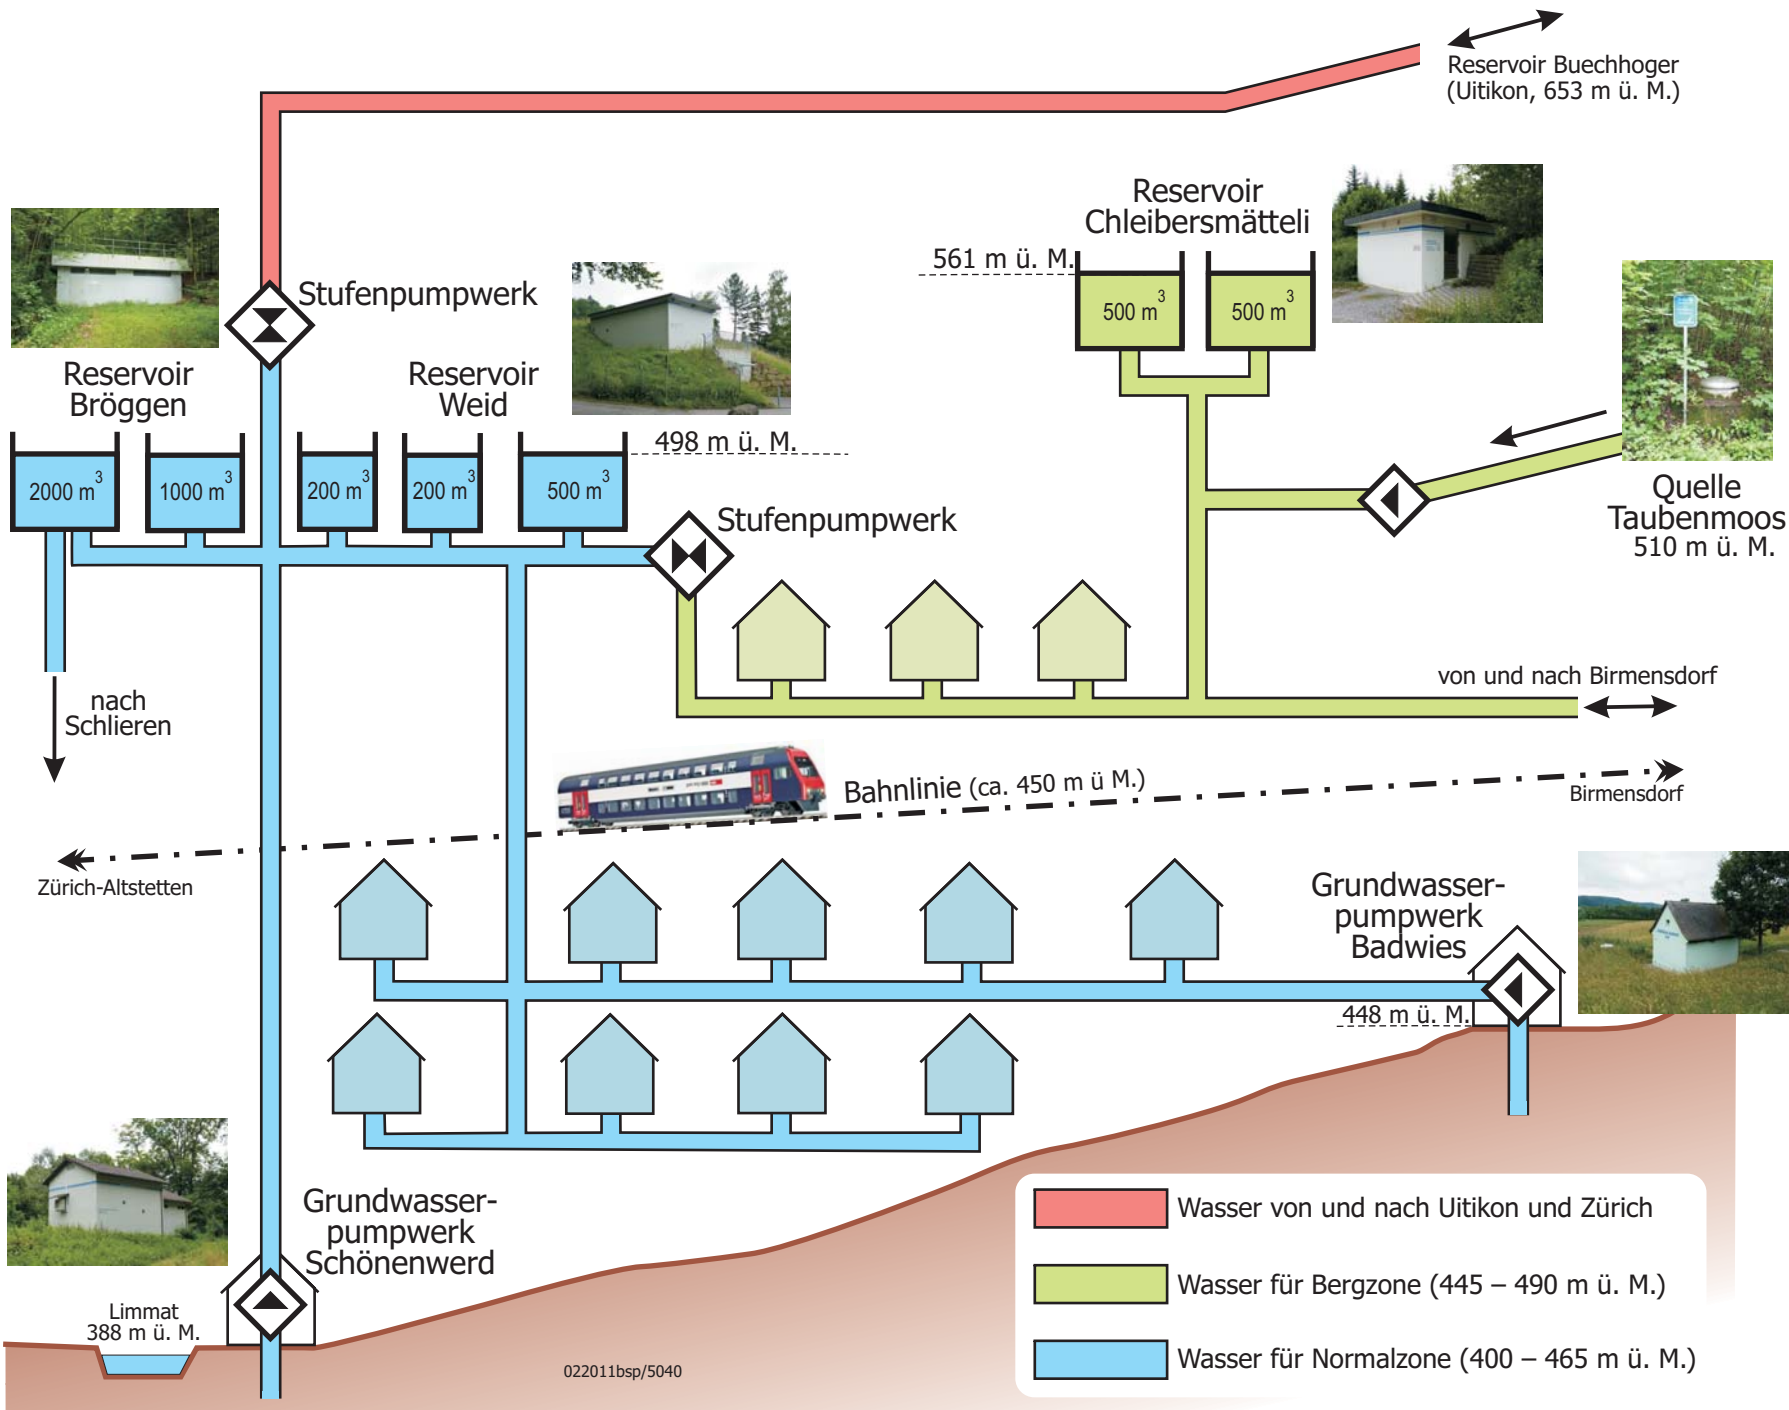 Reservoir Buechhoger
(Uitikon, 653 m ü. M.)
Reservoir
Chleibersmätteli
561 m ü. M.
500 m³
500 m³
Stufenpumpwerk
Reservoir
Bröggen
Reservoir
Weid
498 m ü. M.
2000 m³
1000 m³
200 m³
200 m³
500 m³
Stufenpumpwerk
Quelle
Taubenmoos
510 m ü. M.
nach
Schlieren
von und nach Birmensdorf
Bahnlinie (ca. 450 m ü M.)
Birmensdorf
Zürich-Altstetten
Grundwasser-
pumpwerk
Badwies
448 m ü. M.
Grundwasser-
pumpwerk
Schönenwerd
Limmat
388 m ü. M.
022011bsp/5040
Wasser von und nach Uitikon und Zürich
Wasser für Bergzone (445 – 490 m ü. M.)
Wasser für Normalzone (400 – 465 m ü. M.)